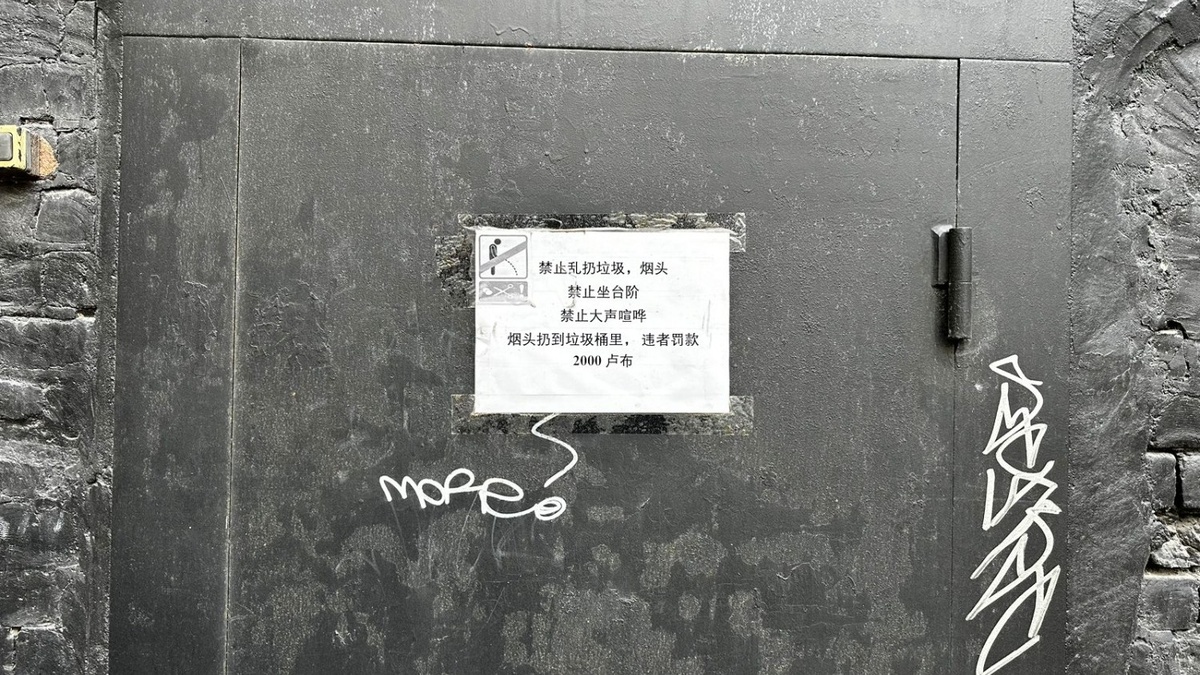 禁止乱扔垃圾，烟头
禁止坐台阶
禁止大声喧哗
烟头扔到垃圾桶里，违者罚款
2000 卢布